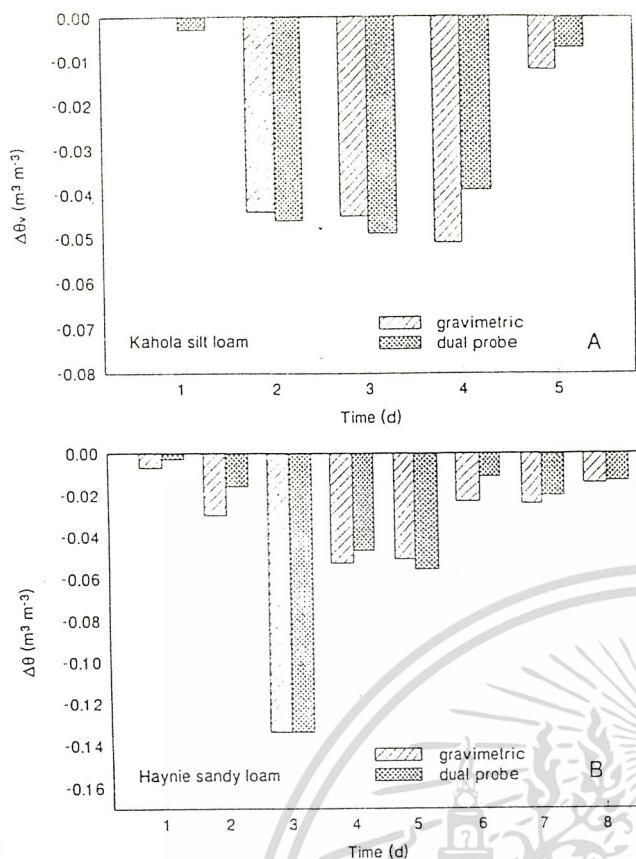 0.00
-0.01
-0.02
-0.03
-0.04
-0.05
-0.06
-0.07
-0.08
Δθv (m³ m⁻³)
gravimetric
dual probe
Kahola silt loam
A
1 2 3 4 5
Time (d)
0.00
-0.02
-0.04
-0.06
-0.08
-0.10
-0.12
-0.14
-0.16
Δθ (m³ m⁻³)
gravimetric
dual probe
Haynie sandy loam
B
1 2 3 4 5 6 7 8
Time (d)